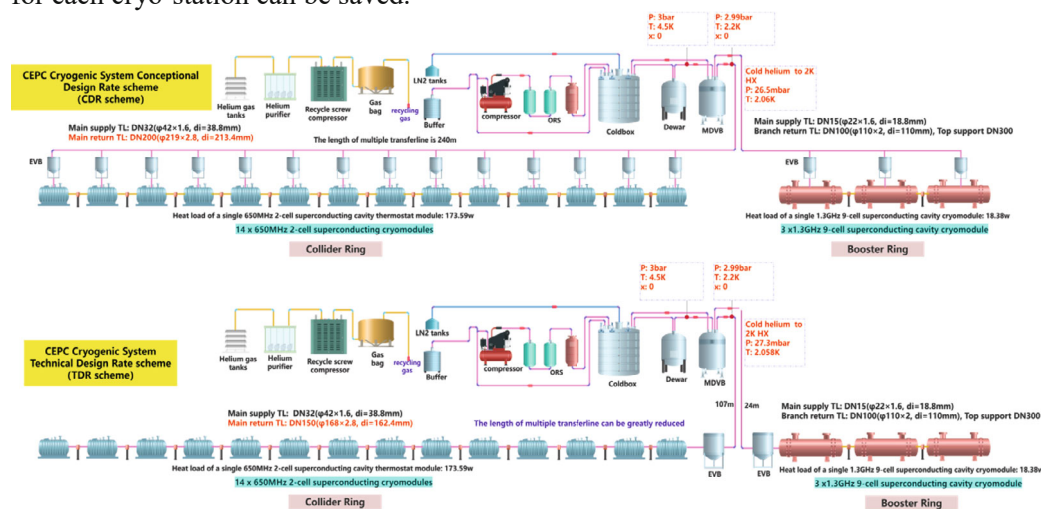 for each cryo-station can be saved.
P: 3bar
T: 4.5K
x: 0
P: 2.99bar
T: 2.2K
x: 0
CEPC Cryogenic System Conceptional
Design Rate scheme
(CDR scheme)
Helium gas
tanks
Helium
purifier
Recycle screw
compressor
Gas
bag
recycling
gas
LN2 tanks
Buffer
compressor
ORS
Coldbox
Dewar
MDVB
Cold helium to 2K
HX
P: 26.5mbar
T: 2.06K
Main supply TL: DN32(φ42×1.6, di=38.8mm)
Main return TL: DN200(φ219×2.8, di=213.4mm)
The length of multiple transferline is 240m
Main supply TL: DN15(φ22×1.6, di=18.8mm)
Branch return TL: DN100(φ110×2, di=110mm), Top support DN300
EVB
EVB
Heat load of a single 650MHz 2-cell superconducting cavity thermostat module: 173.59w
14 x 650MHz 2-cell superconducting cryomodules
Collider Ring
Heat load of a single 1.3GHz 9-cell superconducting cavity cryomodule: 18.38w
3 x1.3GHz 9-cell superconducting cavity cryomodule
Booster Ring
P: 3bar
T: 4.5K
x: 0
P: 2.99bar
T: 2.2K
x: 0
CEPC Cryogenic System
Technical Design Rate scheme
(TDR scheme)
Helium gas
tanks
Helium
purifier
Recycle screw
compressor
Gas
bag
recycling
gas
LN2 tanks
Buffer
compressor
ORS
Coldbox
Dewar
MDVB
Cold helium to
2K HX
P: 27.3mbar
T: 2.058K
107m
24m
Main supply TL: DN32(φ42×1.6, di=38.8mm)
Main return TL: DN150(φ168×2.8, di=162.4mm)
The length of multiple transferline can be greatly reduced
Main supply TL: DN15(φ22×1.6, di=18.8mm)
Branch return TL: DN100(φ110×2, di=110mm), Top support DN300
EVB
EVB
Heat load of a single 650MHz 2-cell superconducting cavity thermostat module: 173.59w
14 x 650MHz 2-cell superconducting cryomodules
Collider Ring
Heat load of a single 1.3GHz 9-cell superconducting cavity cryomodule: 18.38w
3 x1.3GHz 9-cell superconducting cavity cryomodule
Booster Ring